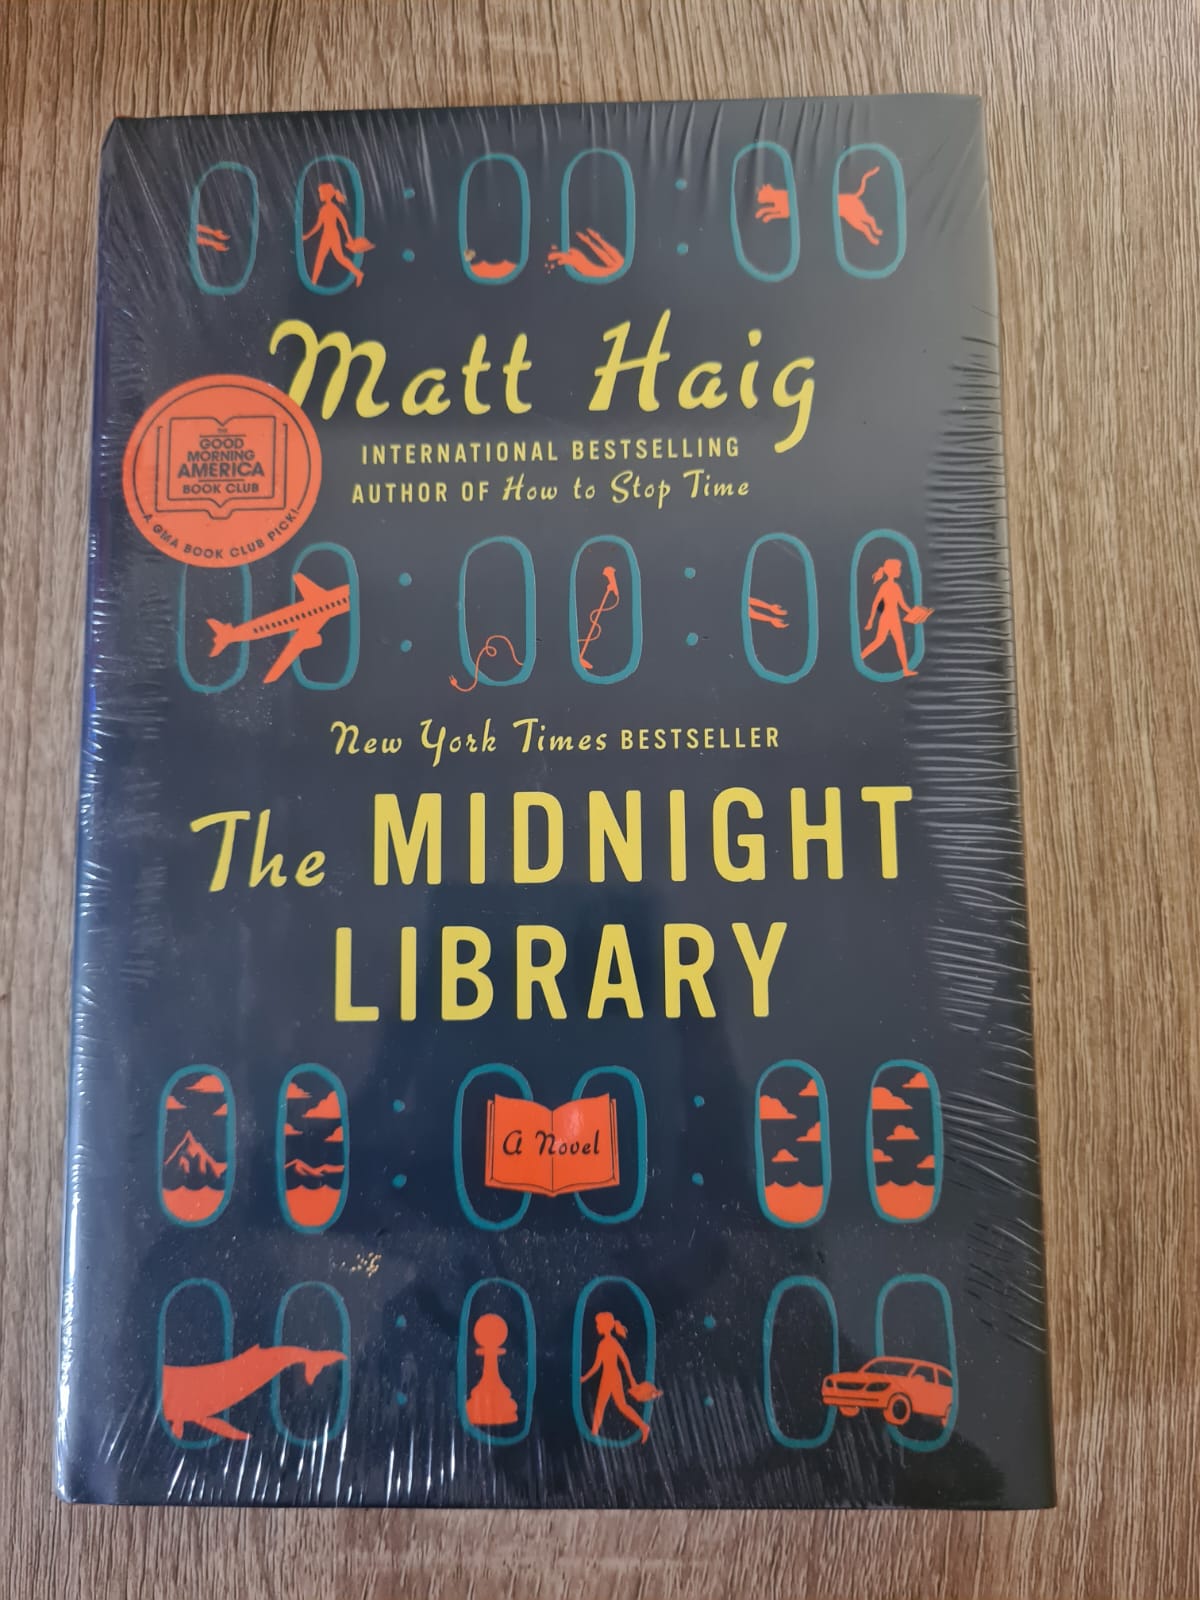 Matt Haig
INTERNATIONAL BESTSELLING
AUTHOR OF How to Stop Time
THE
GOOD
MORNING
AMERICA
BOOK CLUB
A GMA BOOK CLUB PICK!
New York Times BESTSELLER
The MIDNIGHT
LIBRARY
A Novel